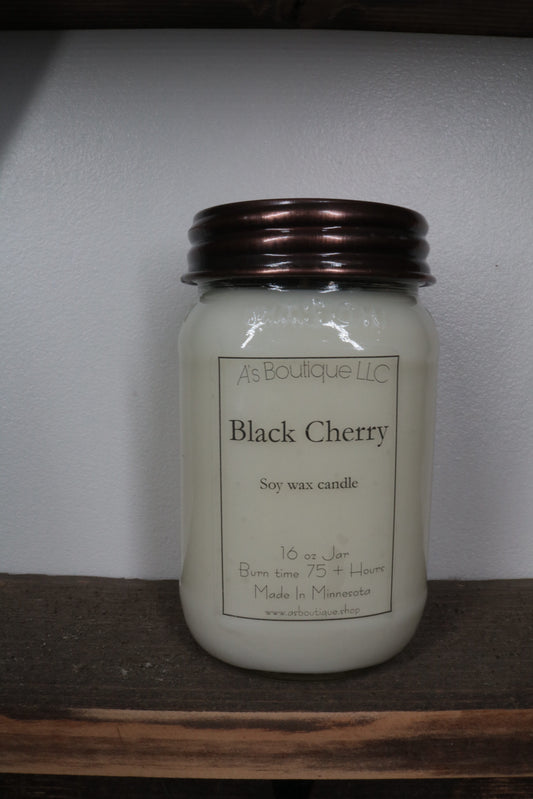 A's Boutique LLC
Black Cherry
Soy wax candle
16 oz Jar
Burn time 75 + Hours
Made In Minnesota
www.asboutique.shop